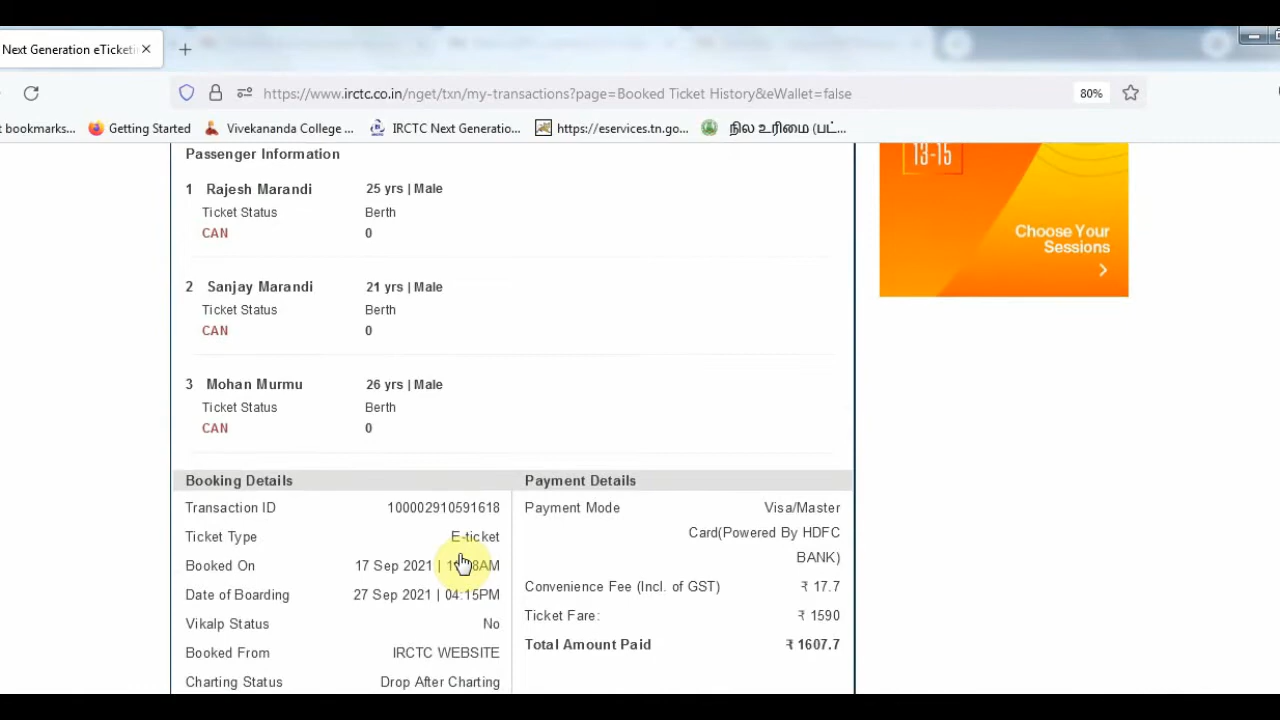 Next Generation eTicketi
https://www.irctc.co.in/nget/txn/my-transactions?page=Booked Ticket History&eWallet=false 80%
t bookmarks... Getting Started Vivekananda College ... IRCTC Next Generatio... https://eservices.tn.go... நில உரிமை (பட்...
Passenger Information
1 Rajesh Marandi 25 yrs | Male
Ticket Status Berth
CAN 0
2 Sanjay Marandi 21 yrs | Male
Ticket Status Berth
CAN 0
3 Mohan Murmu 26 yrs | Male
Ticket Status Berth
CAN 0
13-15
Choose Your
Sessions
Booking Details
Transaction ID 100002910591618
Ticket Type E-ticket
Booked On 17 Sep 2021 |
Date of Boarding 27 Sep 2021 | 04:15PM
Vikalp Status No
Booked From IRCTC WEBSITE
Charting Status Drop After Charting
Payment Details
Payment Mode Visa/Master
Card(Powered By HDFC
BANK)
Convenience Fee (Incl. of GST) ₹ 17.7
Ticket Fare: ₹ 1590
Total Amount Paid ₹ 1607.7